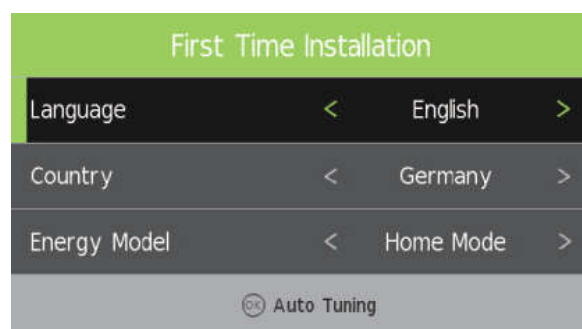 First Time Installation
Language < English >
Country < Germany >
Energy Model < Home Mode >
OK Auto Tuning